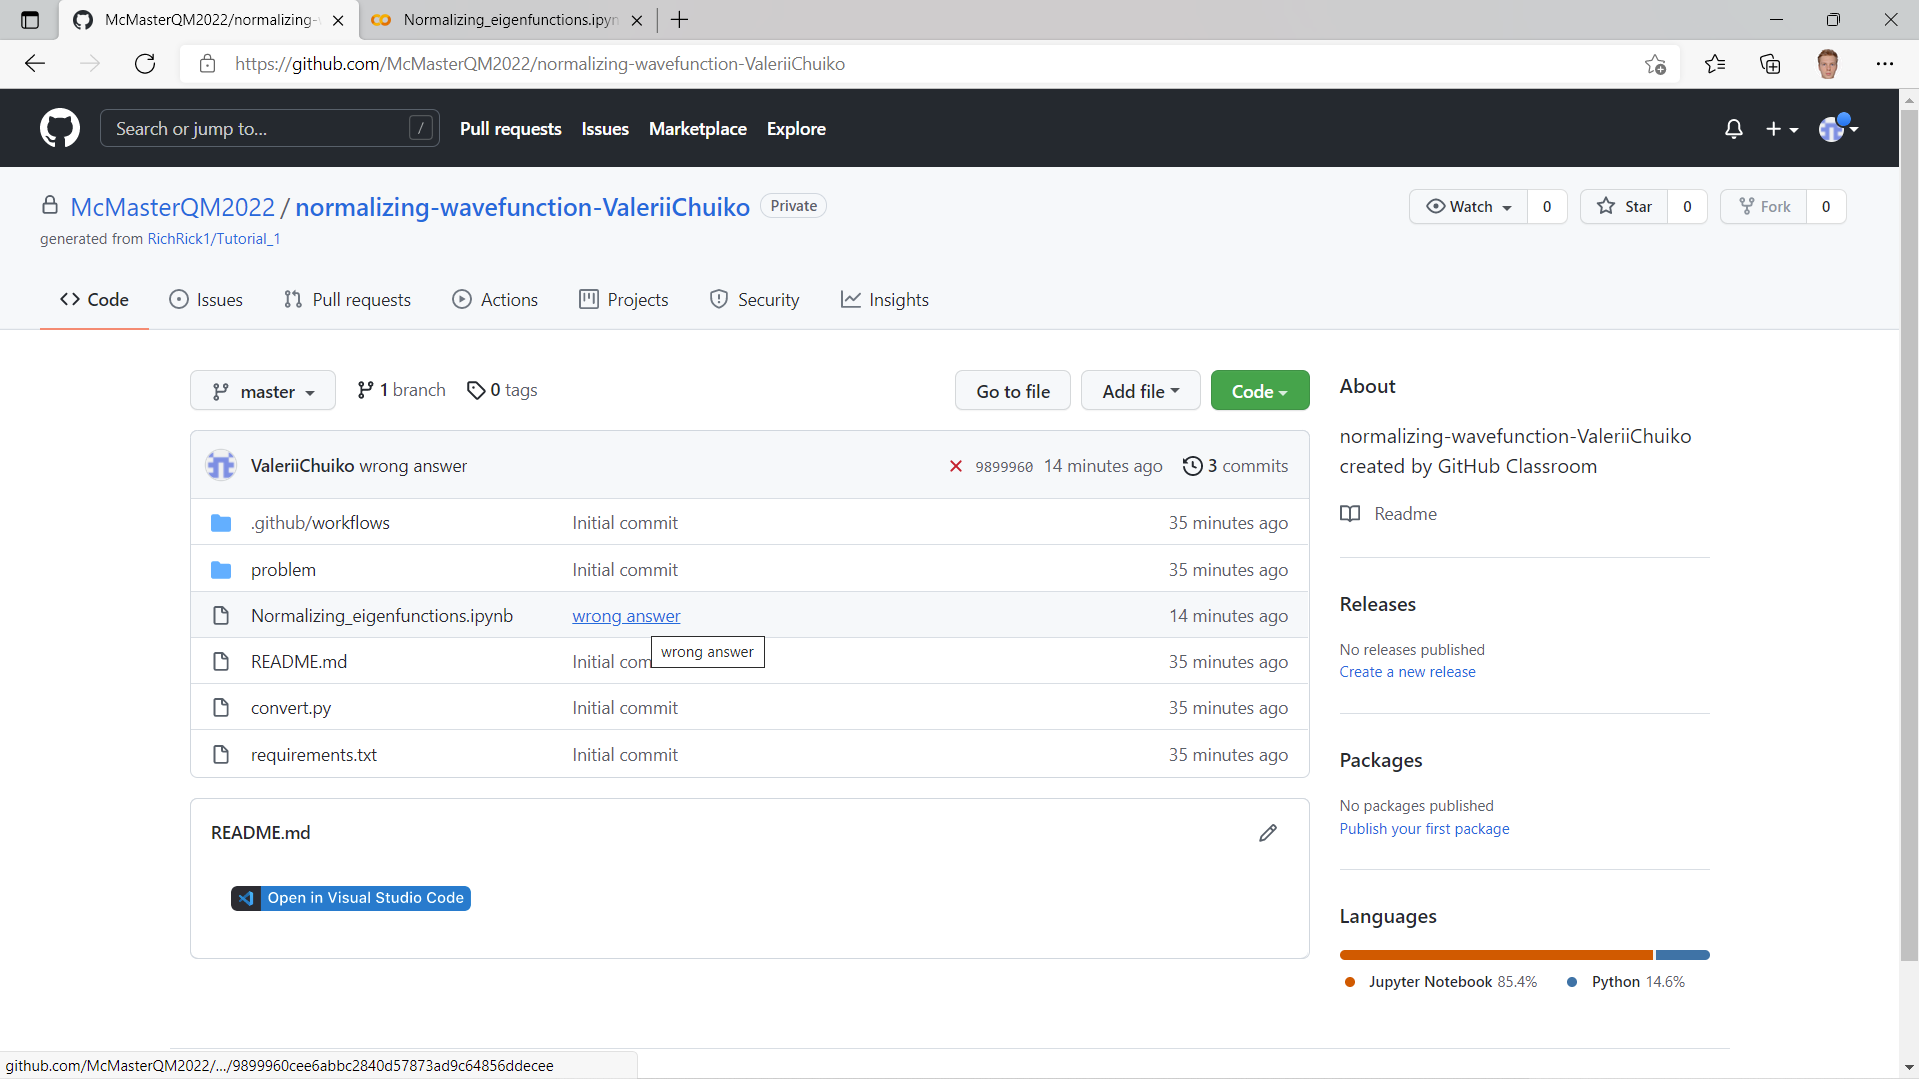 McMasterQM2022/normalizing-
Normalizing_eigenfunctions.ipyn
https://github.com/McMasterQM2022/normalizing-wavefunction-ValeriiChuiko
Search or jump to... /
Pull requests Issues Marketplace Explore
McMasterQM2022 / normalizing-wavefunction-ValeriiChuiko Private
Watch 0 Star 0 Fork 0
generated from RichRick1/Tutorial_1
Code Issues Pull requests Actions Projects Security Insights
master 1 branch 0 tags Go to file Add file Code
ValeriiChuiko wrong answer 9899960 14 minutes ago 3 commits
.github/workflows Initial commit 35 minutes ago
problem Initial commit 35 minutes ago
Normalizing_eigenfunctions.ipynb wrong answer 14 minutes ago
wrong answer
README.md Initial com 35 minutes ago
convert.py Initial commit 35 minutes ago
requirements.txt Initial commit 35 minutes ago
README.md
Open in Visual Studio Code
About
normalizing-wavefunction-ValeriiChuiko
created by GitHub Classroom
Readme
Releases
No releases published
Create a new release
Packages
No packages published
Publish your first package
Languages
Jupyter Notebook 85.4% Python 14.6%
github.com/McMasterQM2022/.../9899960cee6abbc2840d57873ad9c64856ddecee